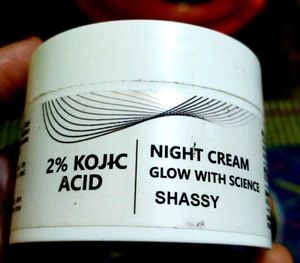 2% KOJIC
ACID
NIGHT CREAM
GLOW WITH SCIENCE
SHASSY